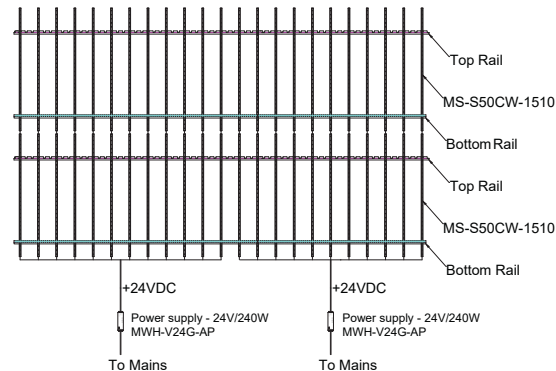 Top Rail
MS-S50CW-1510
Bottom Rail
Top Rail
MS-S50CW-1510
Bottom Rail
+24VDC
+24VDC
Power supply - 24V/240W
MWH-V24G-AP
Power supply - 24V/240W
MWH-V24G-AP
To Mains
To Mains